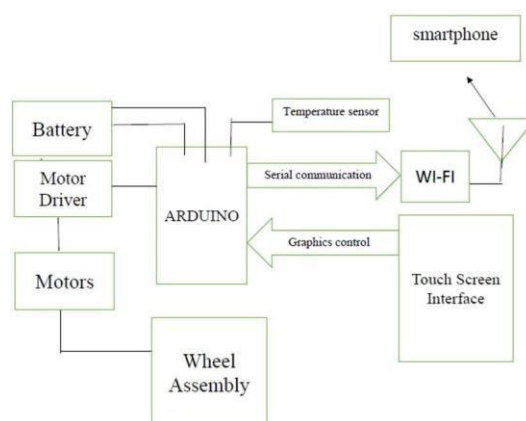 smartphone
Battery
Temperature sensor
Motor
Driver
ARDUINO
Serial communication
WI-FI
Graphics control
Motors
Touch Screen
Interface
Wheel
Assembly